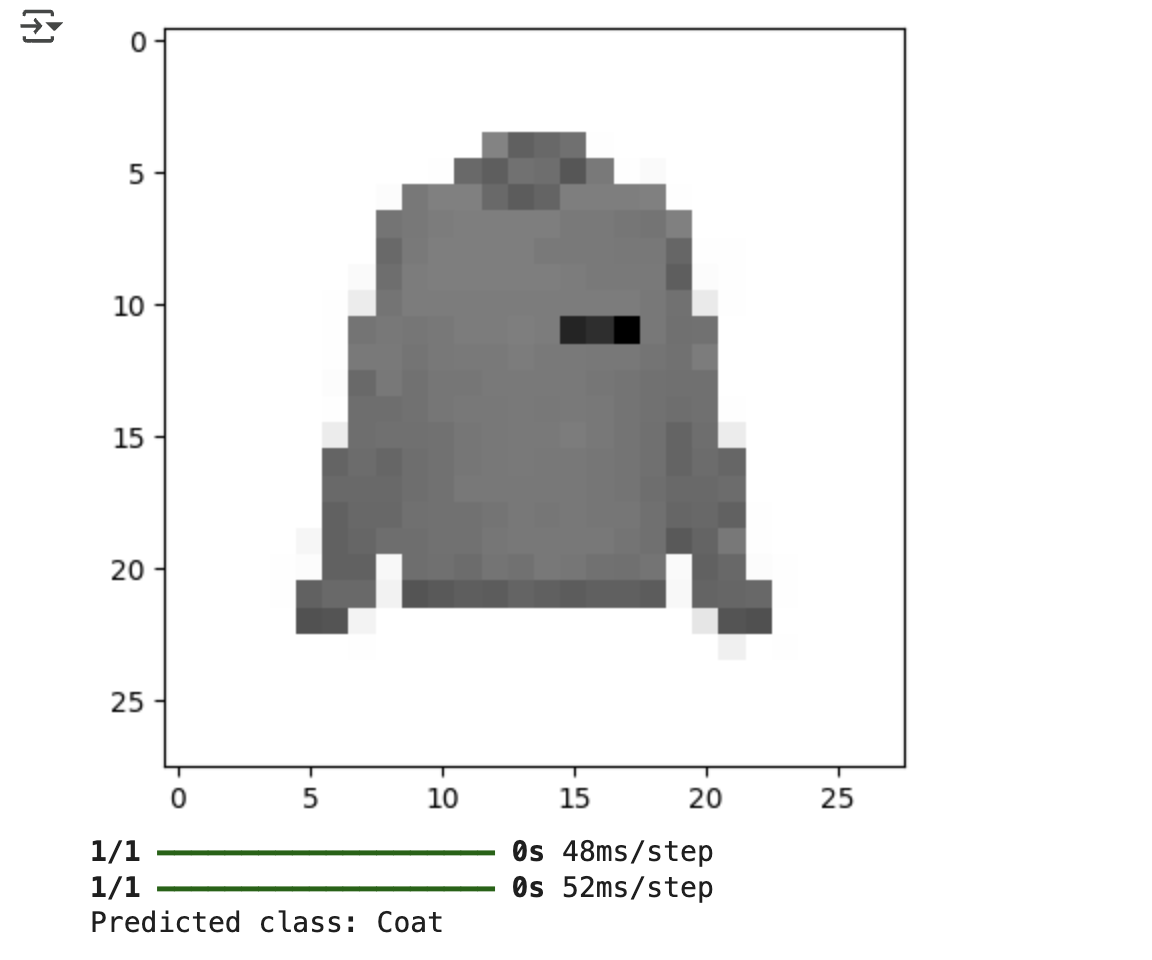 0
5
10
15
20
25
0 5 10 15 20 25
1/1 ━━━━━━━━━━━━━━━━━━━━ 0s 48ms/step
1/1 ━━━━━━━━━━━━━━━━━━━━ 0s 52ms/step
Predicted class: Coat